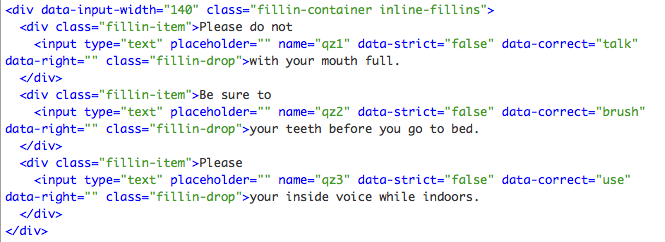 <div data-input-width="140" class="fillin-container inline-fillins">
  <div class="fillin-item">Please do not
    <input type="text" placeholder="" name="qz1" data-strict="false" data-correct="talk"
data-right="" class="fillin-drop">with your mouth full.
  </div>
  <div class="fillin-item">Be sure to
    <input type="text" placeholder="" name="qz2" data-strict="false" data-correct="brush"
data-right="" class="fillin-drop">your teeth before you go to bed.
  </div>
  <div class="fillin-item">Please
    <input type="text" placeholder="" name="qz3" data-strict="false" data-correct="use"
data-right="" class="fillin-drop">your inside voice while indoors.
  </div>
</div>